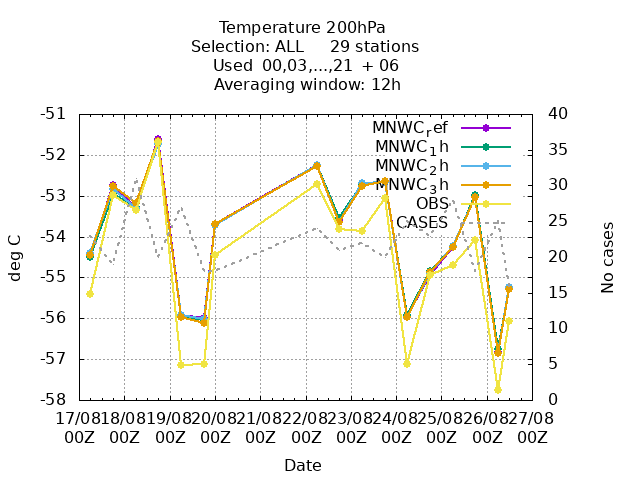 Temperature 200hPa
Selection: ALL     29 stations
Used  00,03,...,21  + 06
Averaging window: 12h
-51
-52
-53
-54
-55
-56
-57
-58
deg C
40
35
30
25
20
15
10
5
0
No cases
MNWC_ref
MNWC_1h
MNWC_2h
MNWC_3h
OBS
CASES
17/08 18/08 19/08 20/08 21/08 22/08 23/08 24/08 25/08 26/08 27/08
00Z 00Z 00Z 00Z 00Z 00Z 00Z 00Z 00Z 00Z 00Z
Date